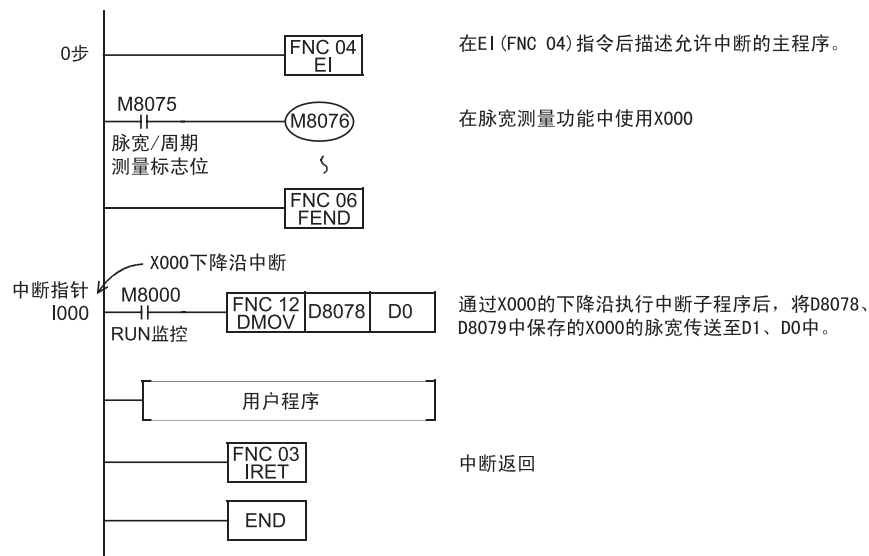 0步
FNC 04
EI
在EI(FNC 04)指令后描述允许中断的主程序。
M8075
M8076
脉宽/周期
测量标志位
在脉宽测量功能中使用X000
FNC 06
FEND
X000下降沿中断
中断指针
I000
M8000
RUN监控
FNC 12
DMOV
D8078
D0
通过X000的下降沿执行中断子程序后，将D8078、
D8079中保存的X000的脉宽传送至D1、D0中。
用户程序
FNC 03
IRET
中断返回
END